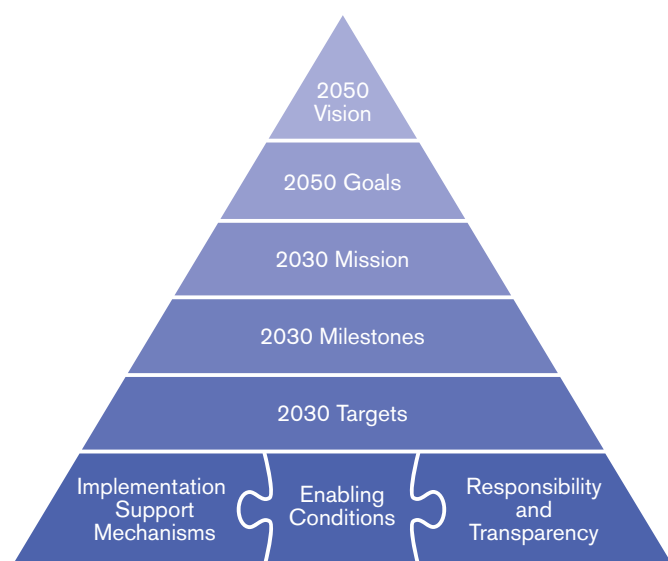 2050
Vision
2050 Goals
2030 Mission
2030 Milestones
2030 Targets
Implementation
Support
Mechanisms
Enabling
Conditions
Responsibility
and
Transparency